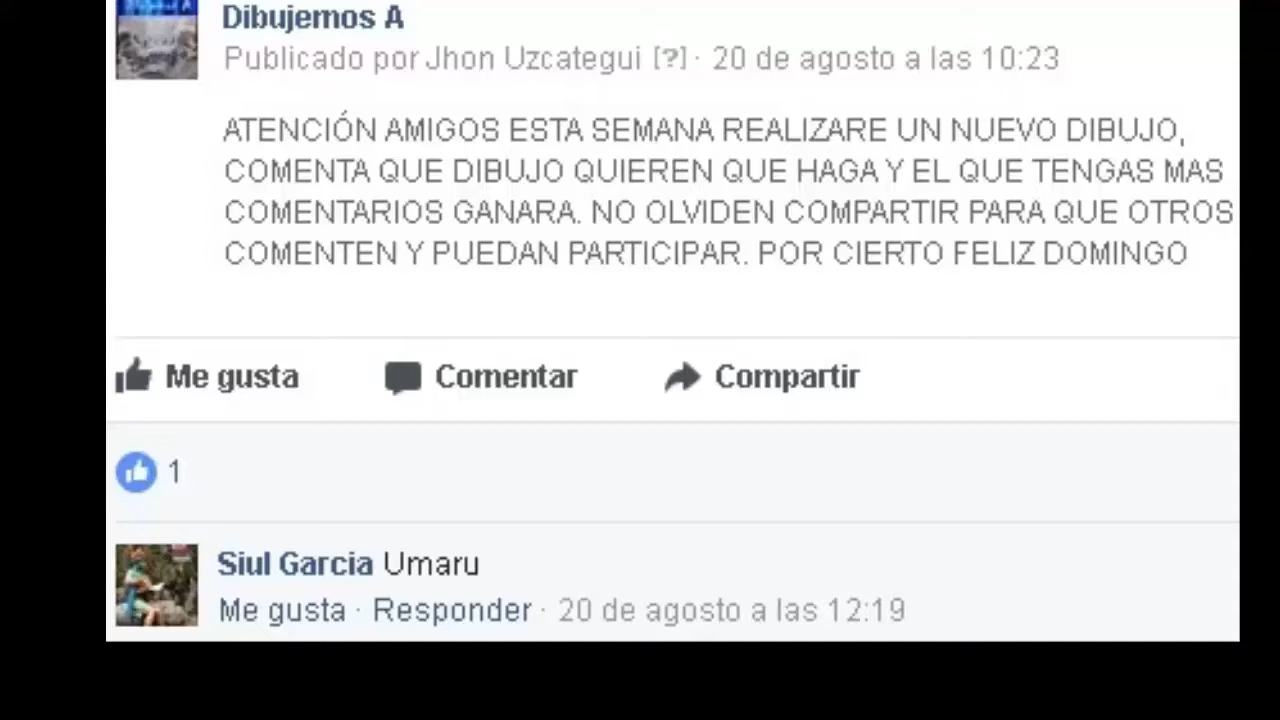 Dibujemos A
Publicado por Jhon Uzcategui [?] · 20 de agosto a las 10:23
ATENCIÓN AMIGOS ESTA SEMANA REALIZARE UN NUEVO DIBUJO,
COMENTA QUE DIBUJO QUIEREN QUE HAGA Y EL QUE TENGAS MAS
COMENTARIOS GANARA. NO OLVIDEN COMPARTIR PARA QUE OTROS
COMENTEN Y PUEDAN PARTICIPAR. POR CIERTO FELIZ DOMINGO
Me gusta Comentar Compartir
1
Siul Garcia Umaru
Me gusta · Responder · 20 de agosto a las 12:19